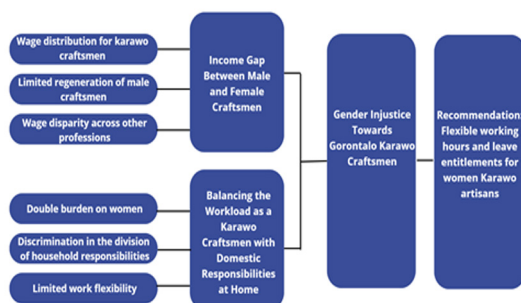 Wage distribution for karawo
craftsmen
Limited regeneration of male
craftsmen
Wage disparity across other
professions
Income Gap
Between Male
and Female
Craftsmen
Double burden on women
Discrimination in the division
of household responsibilities
Limited work flexibility
Balancing the
Workload as a
Karawo
Craftsmen with
Domestic
Responsibilities
at Home
Gender Injustice
Towards
Gorontalo Karawo
Craftsmen
Recommendation:
Flexible working
hours and leave
entitlements for
women Karawo
artisans